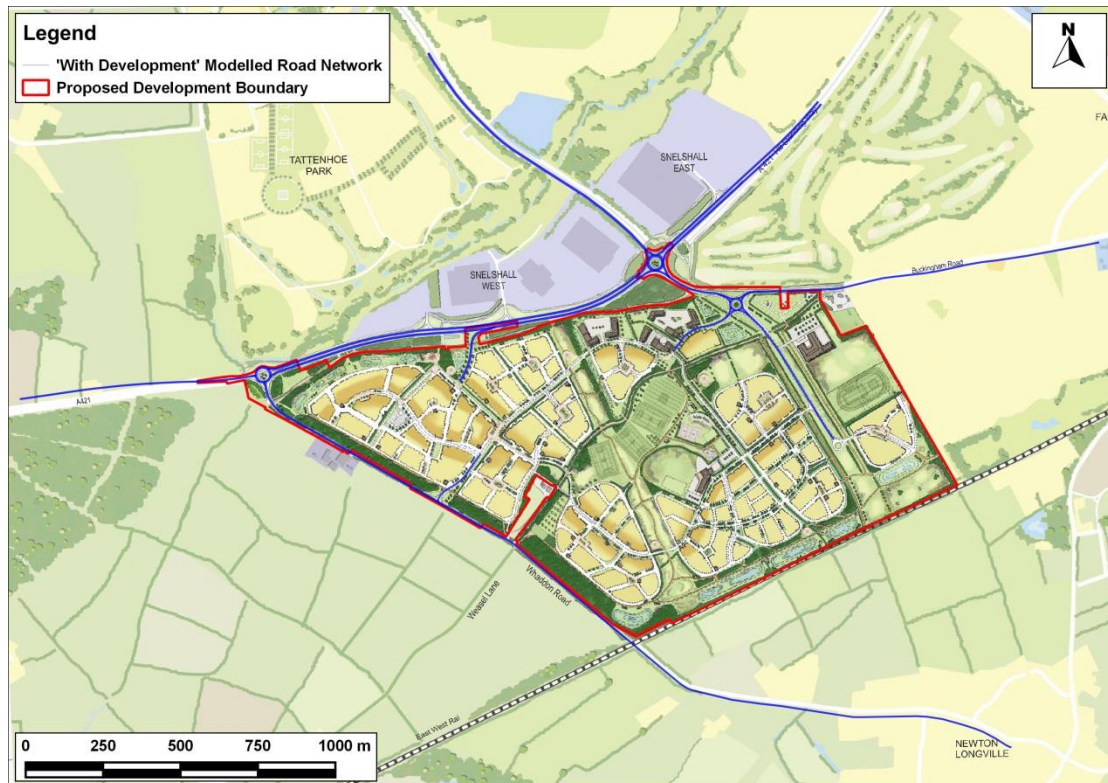 Legend
'With Development' Modelled Road Network
Proposed Development Boundary
N
TATTENHOE
PARK
SNELSHALL
EAST
FA
SNELSHALL
WEST
Buckingham Road
A421
Weasel Lane
Whaddon Road
East West Rail
NEWTON
LONGVILLE
0 250 500 750 1000 m